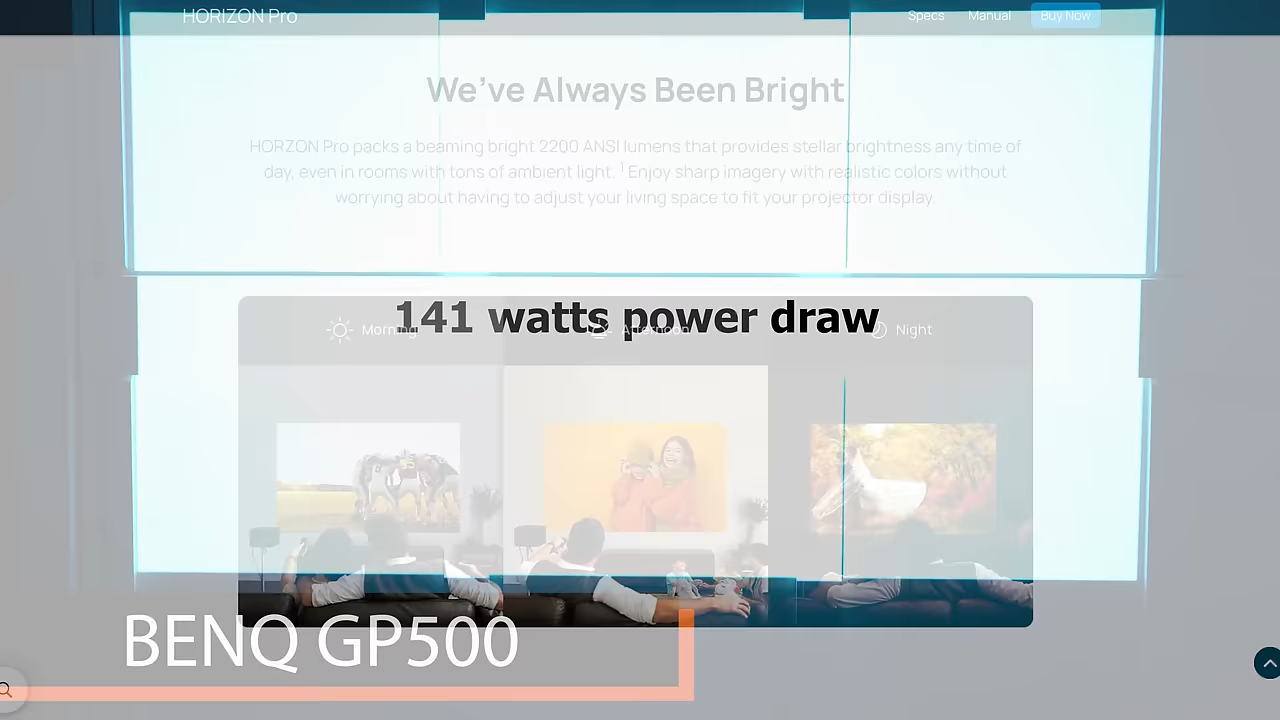 HORIZON Pro
Specs
Manual
Buy Now
We've Always Been Bright
HORZON Pro packs a beaming bright 2200 ANSI lumens that provides stellar brightness any time of
day, even in rooms with tons of ambient light. ¹ Enjoy sharp imagery with realistic colors without
worrying about having to adjust your living space to fit your projector display.
141 watts power draw
Morning
Afternoon
Night
BENQ GP500